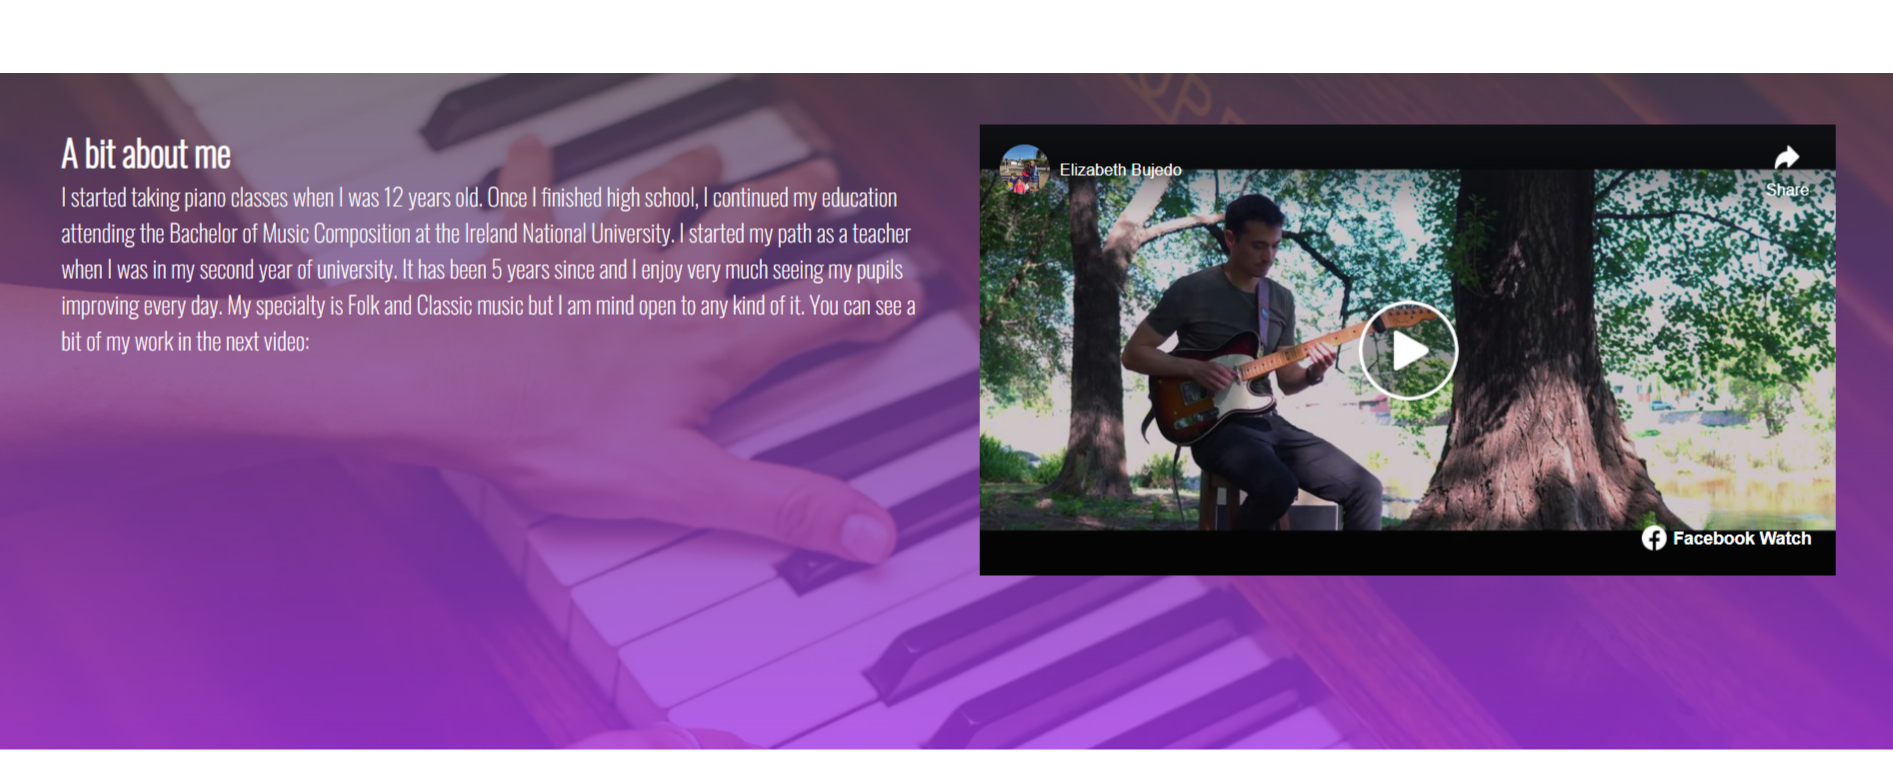 A bit about me
I started taking piano classes when I was 12 years old. Once I finished high school, I continued my education
attending the Bachelor of Music Composition at the Ireland National University. I started my path as a teacher
when I was in my second year of university. It has been 5 years since and I enjoy very much seeing my pupils
improving every day. My specialty is Folk and Classic music but I am mind open to any kind of it. You can see a
bit of my work in the next video:
Elizabeth Bujedo
Share
Facebook Watch